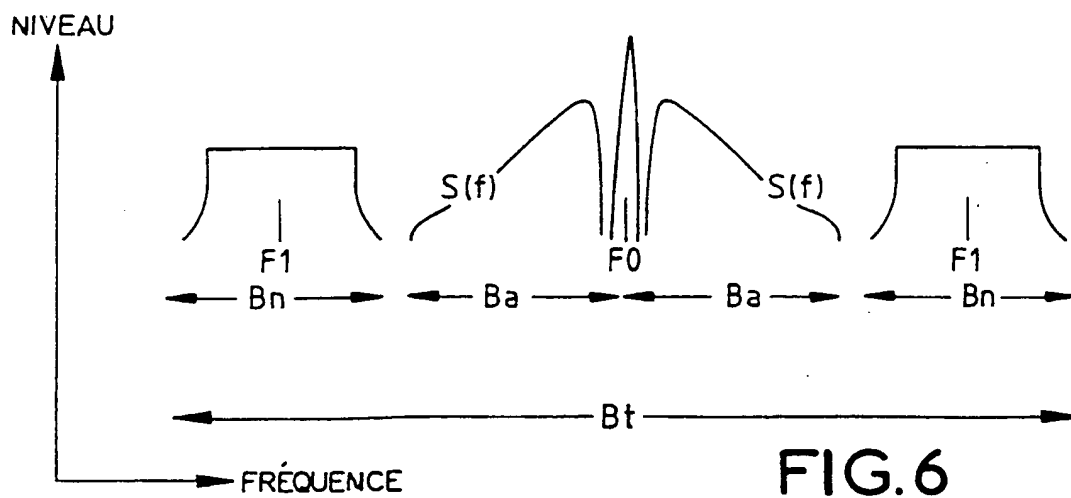 NIVEAU
S(f) S(f)
F1 F0 F1
Bn Ba Ba Bn
Bt
FRÉQUENCE
FIG.6